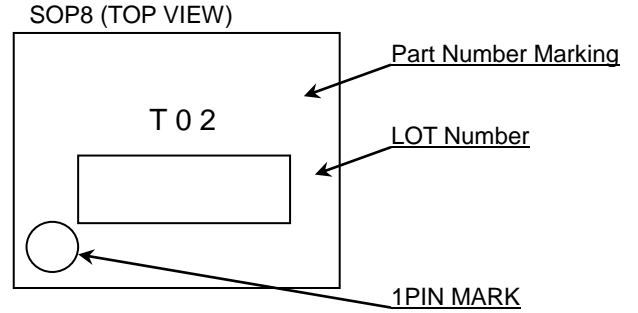 SOP8 (TOP VIEW)
Part Number Marking
T 0 2
LOT Number
1PIN MARK